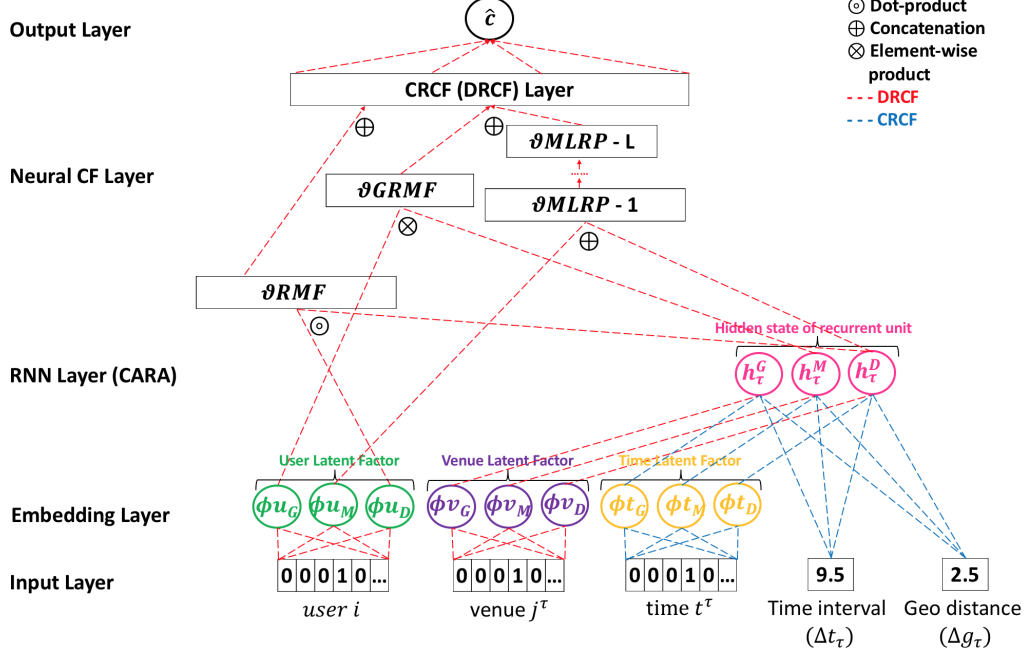 Output Layer
ĉ
⊙ Dot-product
⊕ Concatenation
⊗ Element-wise
product
--- DRCF
--- CRCF
CRCF (DRCF) Layer
⊕
⊕
Neural CF Layer
ϑMLRP - L
......
ϑGRMF
ϑMLRP - 1
⊗
⊕
ϑRMF
⊙
Hidden state of recurrent unit
RNN Layer (CARA)
h_τ^G h_τ^M h_τ^D
User Latent Factor Venue Latent Factor Time Latent Factor
Embedding Layer
ϕu_G ϕu_M ϕu_D ϕv_G ϕv_M ϕv_D ϕt_G ϕt_M ϕt_D
Input Layer
0 0 0 1 0 ... 0 0 0 1 0 ... 0 0 0 1 0 ... 9.5 2.5
user i venue j^τ time t^τ Time interval Geo distance
(Δt_τ) (Δg_τ)